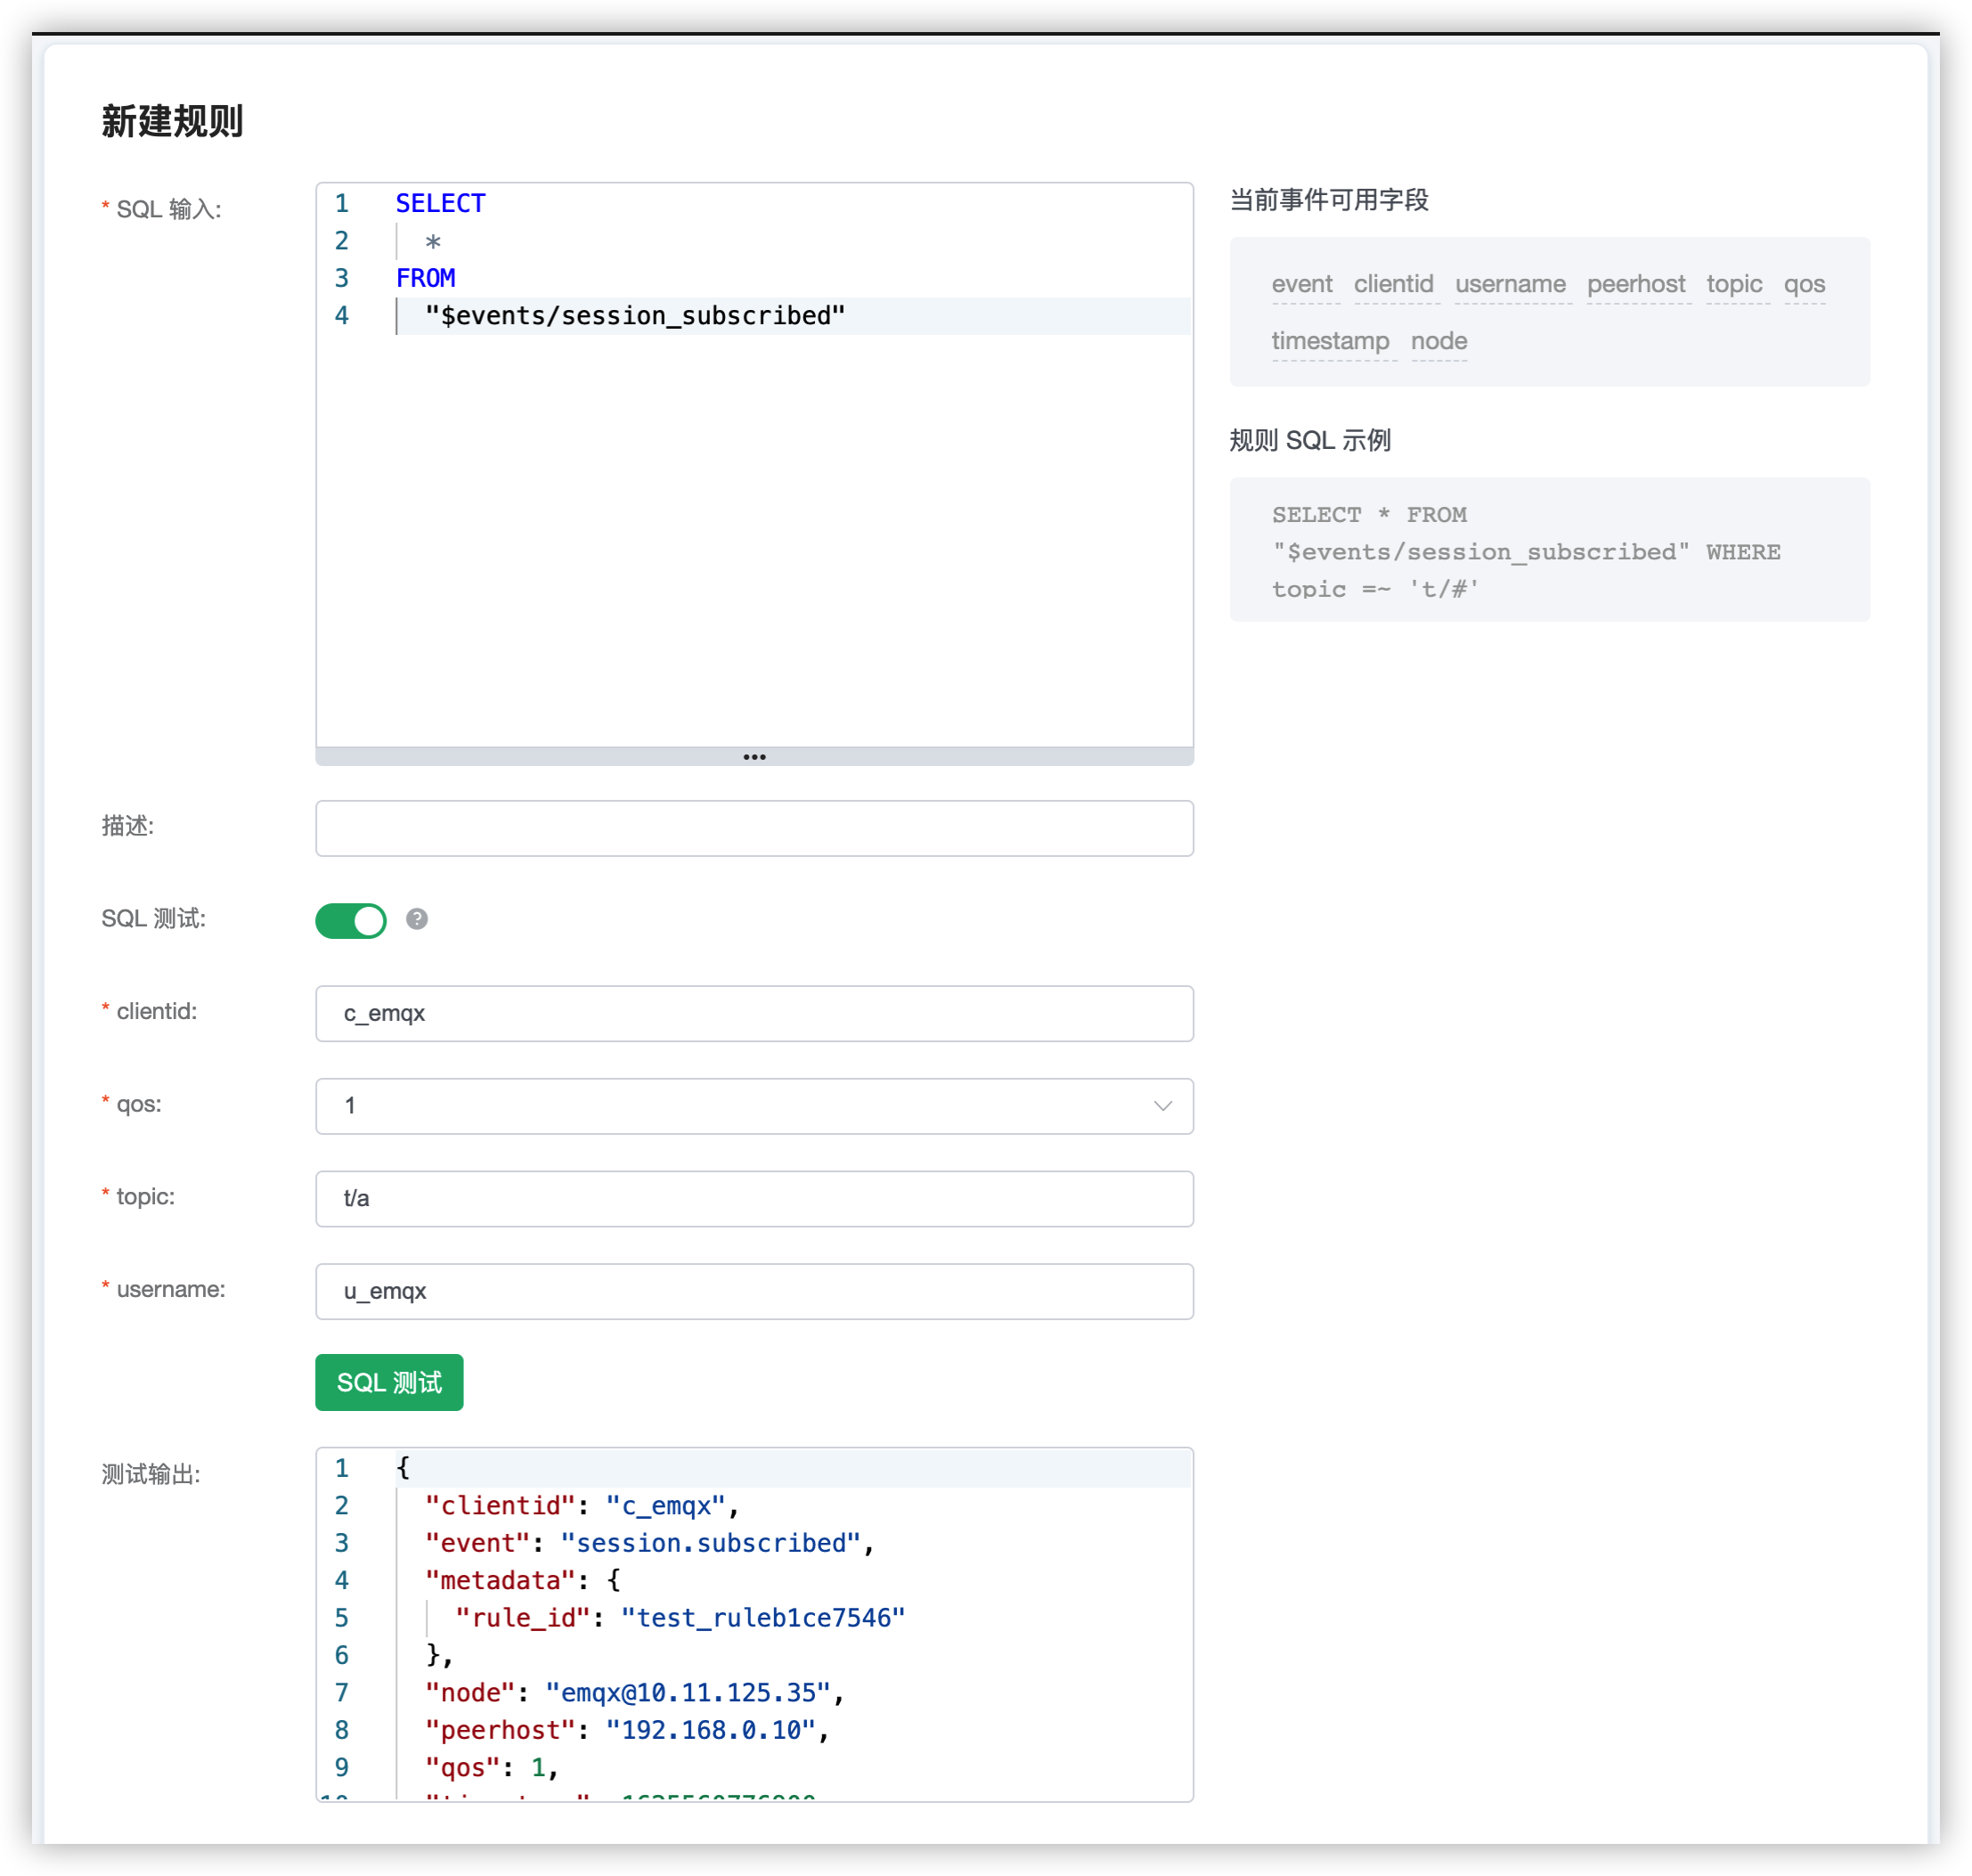 新建规则
* SQL 输入:
1 SELECT
2 *
3 FROM
4 "$events/session_subscribed"
当前事件可用字段
event clientid username peerhost topic qos
timestamp node
规则 SQL 示例
SELECT * FROM
"$events/session_subscribed" WHERE
topic =~ 't/#'
描述:
SQL 测试:
* clientid: c_emqx
* qos: 1
* topic: t/a
* username: u_emqx
SQL 测试
测试输出:
1 {
2 "clientid": "c_emqx",
3 "event": "session.subscribed",
4 "metadata": {
5 "rule_id": "test_ruleb1ce7546"
6 },
7 "node": "emqx@10.11.125.35",
8 "peerhost": "192.168.0.10",
9 "qos": 1,
10